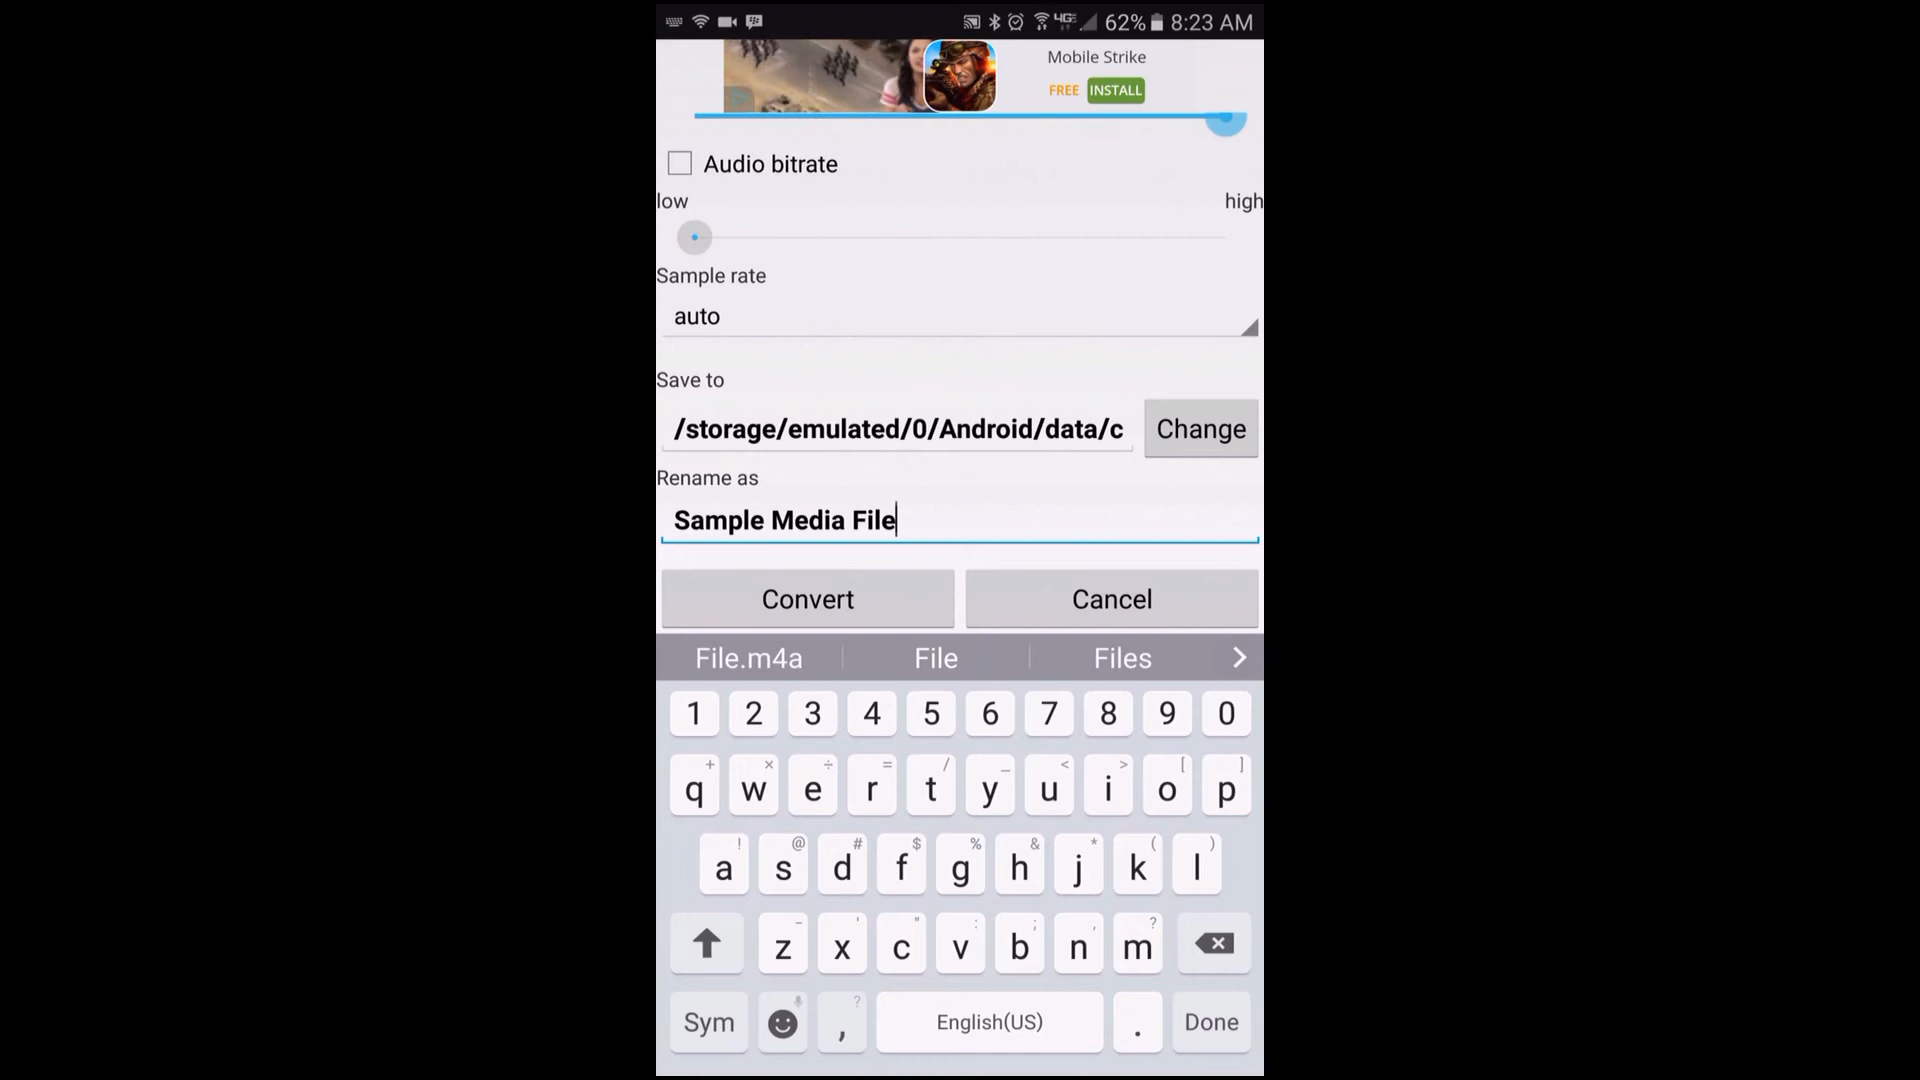 62% 8:23 AM
Mobile Strike
FREE INSTALL
Audio bitrate
low high
Sample rate
auto
Save to
/storage/emulated/0/Android/data/c Change
Rename as
Sample Media File
Convert Cancel
File.m4a File Files
1 2 3 4 5 6 7 8 9 0
+ × ÷ = / _ < > [ ]
q w e r t y u i o p
! @ # $ % & * ( )
a s d f g h j k l
- ' " : ; , ?
z x c v b n m
?
Sym , English(US) . Done